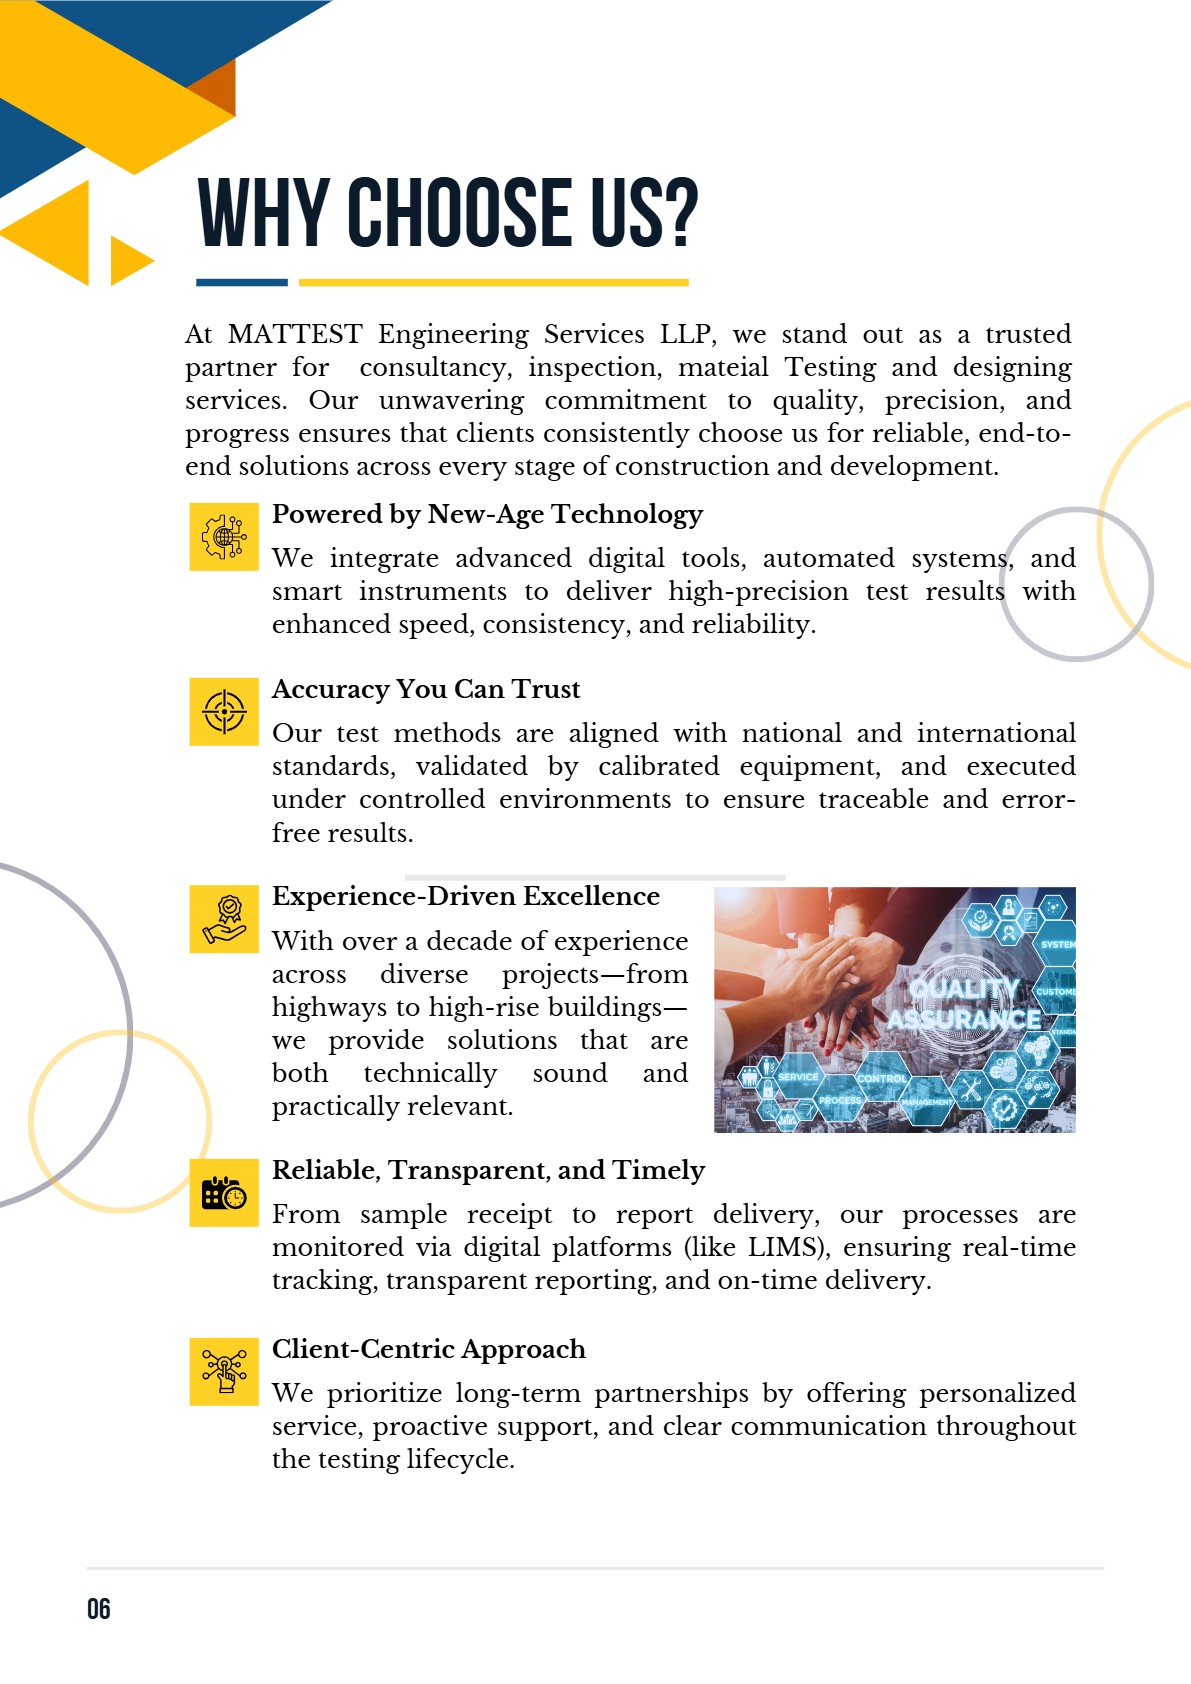 WHY CHOOSE US?
At MATTEST Engineering Services LLP, we stand out as a trusted
partner for consultancy, inspection, mateial Testing and designing
services. Our unwavering commitment to quality, precision, and
progress ensures that clients consistently choose us for reliable, end-to-
end solutions across every stage of construction and development.
Powered by New-Age Technology
We integrate advanced digital tools, automated systems, and
smart instruments to deliver high-precision test results with
enhanced speed, consistency, and reliability.
Accuracy You Can Trust
Our test methods are aligned with national and international
standards, validated by calibrated equipment, and executed
under controlled environments to ensure traceable and error-
free results.
Experience-Driven Excellence
With over a decade of experience
across diverse projects—from
highways to high-rise buildings—
we provide solutions that are
both technically sound and
practically relevant.
SYSTEM
QUALITY
CUSTOME
ASSURANCE
STANDA
SERVICE
CONTROL
PROCESS
MANAGEMENT
Reliable, Transparent, and Timely
From sample receipt to report delivery, our processes are
monitored via digital platforms (like LIMS), ensuring real-time
tracking, transparent reporting, and on-time delivery.
Client-Centric Approach
We prioritize long-term partnerships by offering personalized
service, proactive support, and clear communication throughout
the testing lifecycle.
06